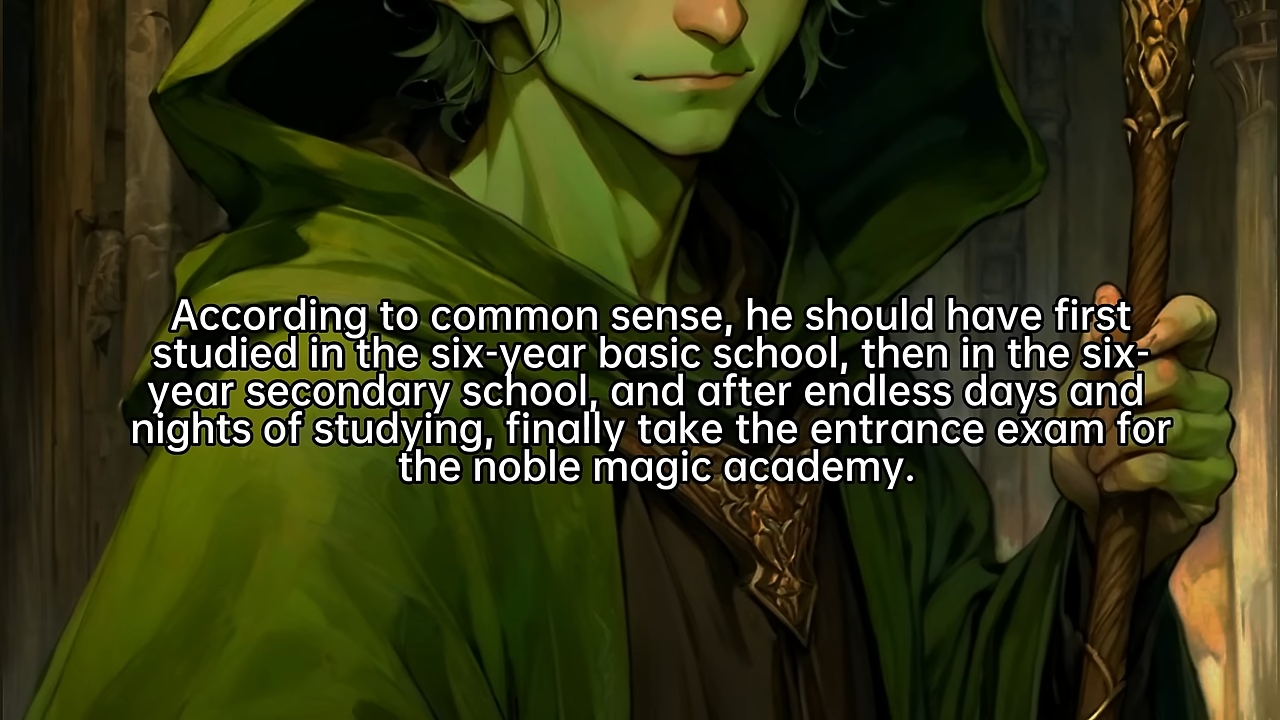 According to common sense, he should have first
studied in the six-year basic school, then in the six-
year secondary school, and after endless days and
nights of studying, finally take the entrance exam for
the noble magic academy.